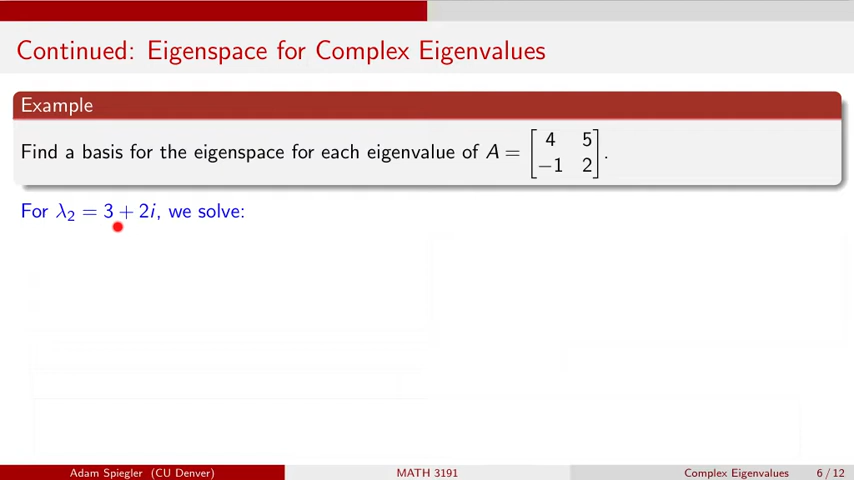 Continued: Eigenspace for Complex Eigenvalues
Example
Find a basis for the eigenspace for each eigenvalue of A = [4 5; −1 2].
For λ₂ = 3 + 2i, we solve:
Adam Spiegler (CU Denver) MATH 3191 Complex Eigenvalues 6 / 12